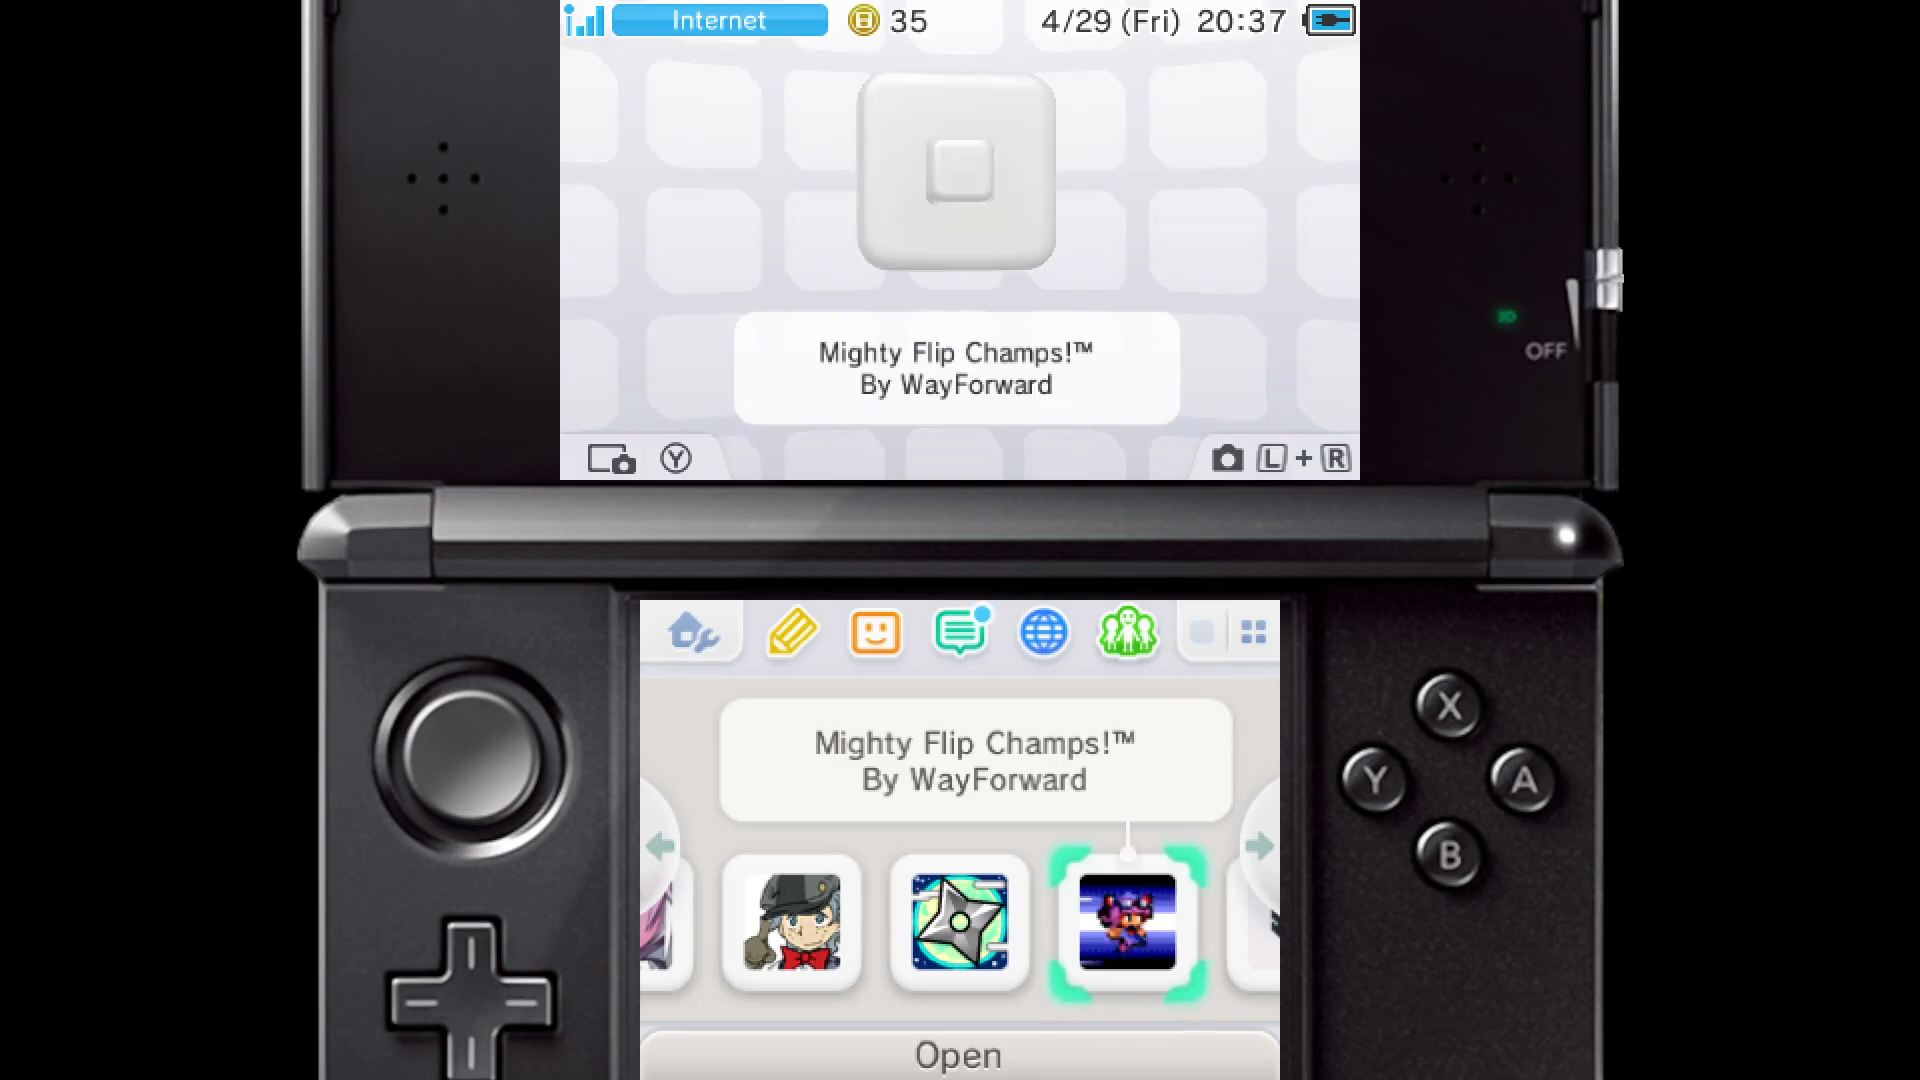 Internet 35 4/29 (Fri) 20:37
Mighty Flip Champs!™
By WayForward
Y L + R
3D
OFF
Mighty Flip Champs!™
By WayForward
X
Y A
B
Open